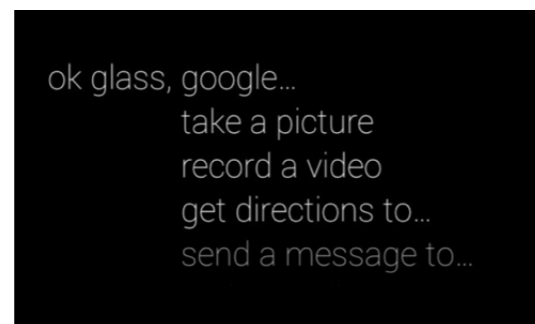 ok glass, google…
take a picture
record a video
get directions to…
send a message to…